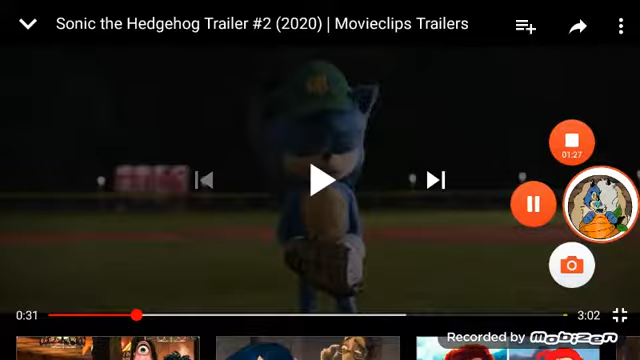 Sonic the Hedgehog Trailer #2 (2020) | Movieclips Trailers
01:27
0:31
3:02
Recorded by Mobizen